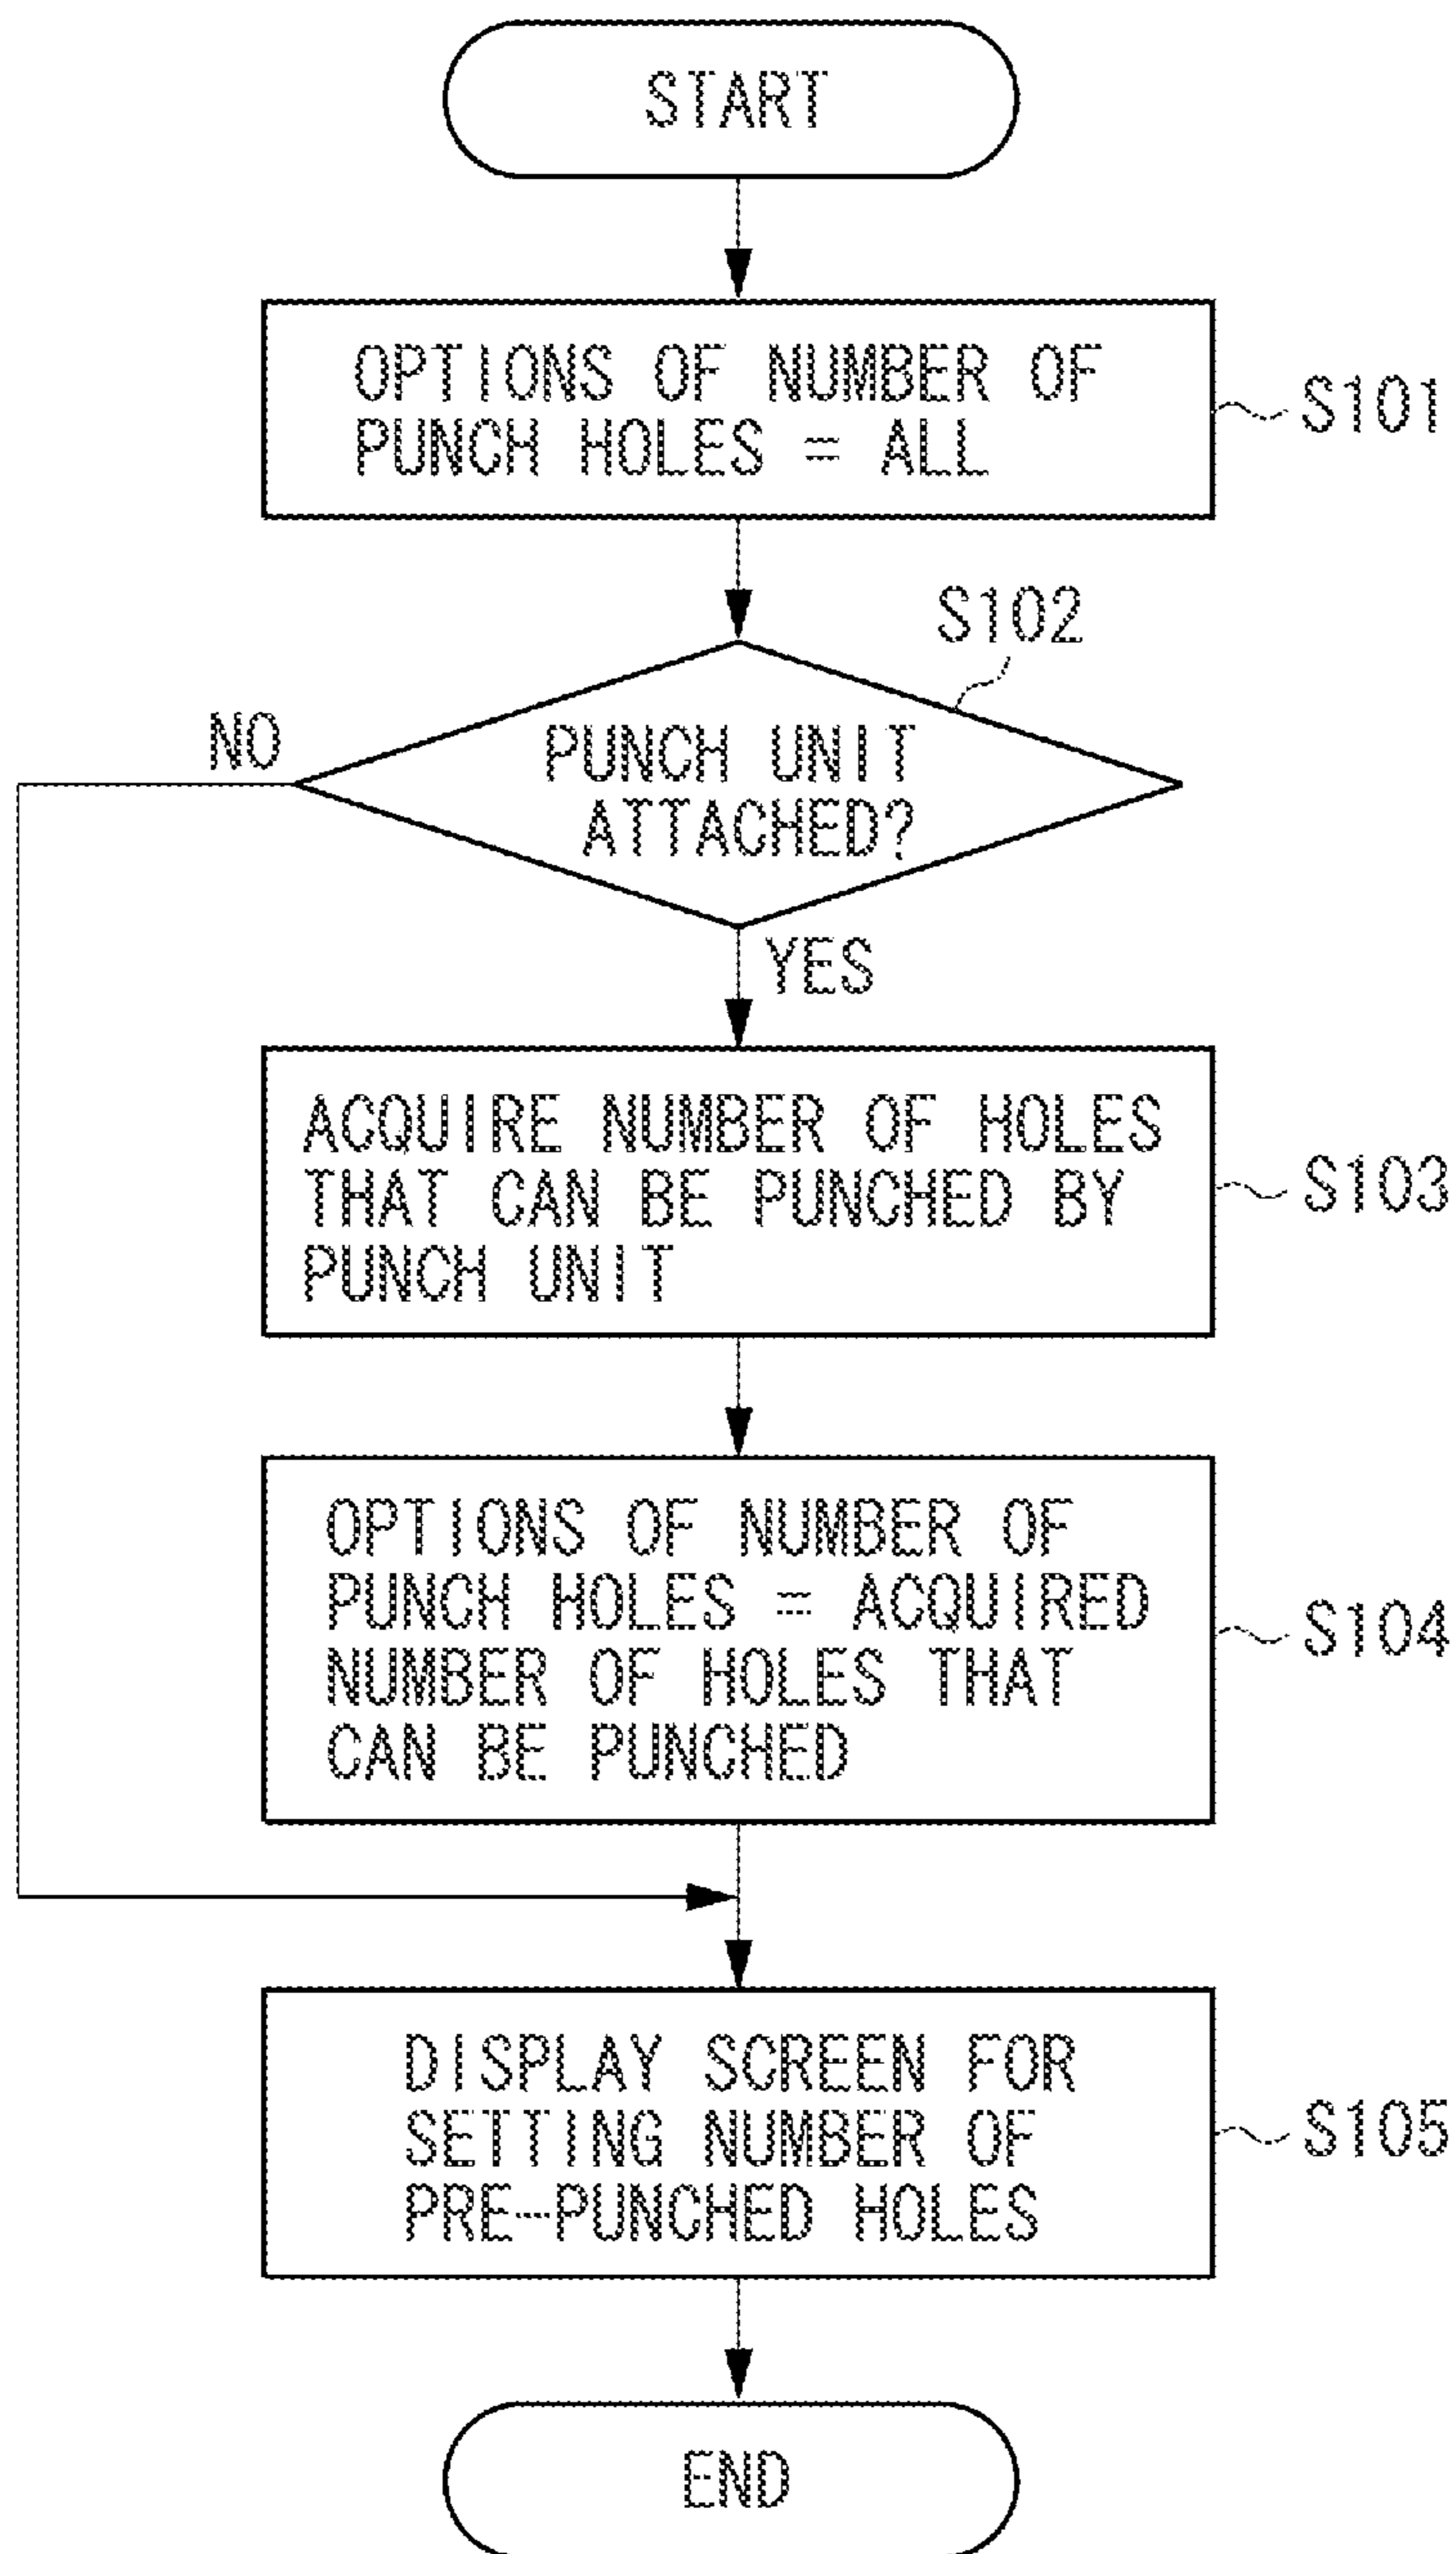 START
OPTIONS OF NUMBER OF
PUNCH HOLES = ALL
S101
S102
NO
PUNCH UNIT
ATTACHED?
YES
ACQUIRE NUMBER OF HOLES
THAT CAN BE PUNCHED BY
PUNCH UNIT
S103
OPTIONS OF NUMBER OF
PUNCH HOLES = ACQUIRED
NUMBER OF HOLES THAT
CAN BE PUNCHED
S104
DISPLAY SCREEN FOR
SETTING NUMBER OF
PRE-PUNCHED HOLES
S105
END